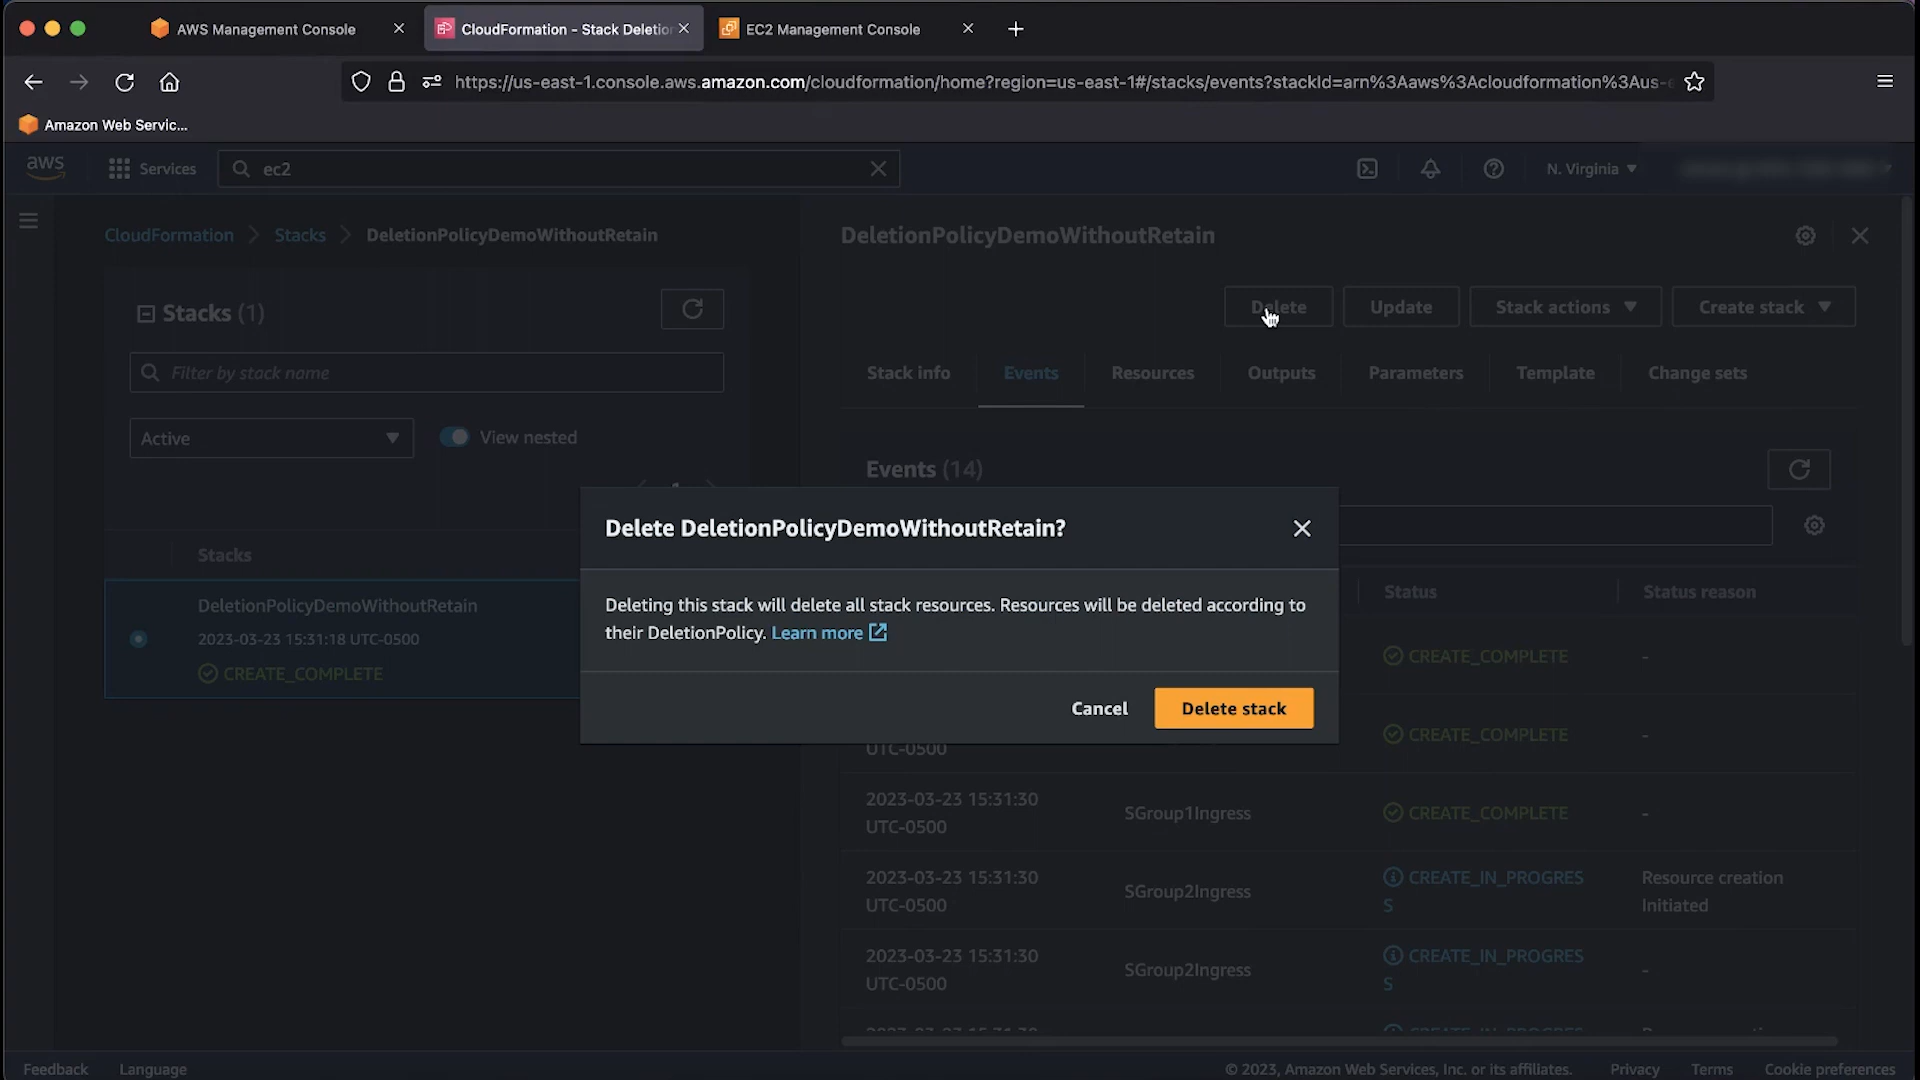 AWS Management Console
CloudFormation - Stack Deletio
EC2 Management Console
https://us-east-1.console.aws.amazon.com/cloudformation/home?region=us-east-1#/stacks/events?stackId=arn%3Aaws%3Acloudformation%3Aus-e
Amazon Web Servic...
aws
Services
ec2
N. Virginia
CloudFormation
Stacks
DeletionPolicyDemoWithoutRetain
DeletionPolicyDemoWithoutRetain
Stacks (1)
Delete
Update
Stack actions
Create stack
Filter by stack name
Stack info
Events
Resources
Outputs
Parameters
Template
Change sets
Active
View nested
Events (14)
Delete DeletionPolicyDemoWithoutRetain?
Deleting this stack will delete all stack resources. Resources will be deleted according to
their DeletionPolicy. Learn more
Cancel
Delete stack
Stacks
DeletionPolicyDemoWithoutRetain
2023-03-23 15:31:18 UTC-0500
CREATE_COMPLETE
Status
Status reason
CREATE_COMPLETE
-
UTC-0500
CREATE_COMPLETE
-
2023-03-23 15:31:30
UTC-0500
SGroup1Ingress
CREATE_COMPLETE
-
2023-03-23 15:31:30
UTC-0500
SGroup2Ingress
CREATE_IN_PROGRES
S
Resource creation
Initiated
2023-03-23 15:31:30
UTC-0500
SGroup2Ingress
CREATE_IN_PROGRES
S
-
Feedback
Language
© 2023, Amazon Web Services, Inc. or its affiliates.
Privacy
Terms
Cookie preferences